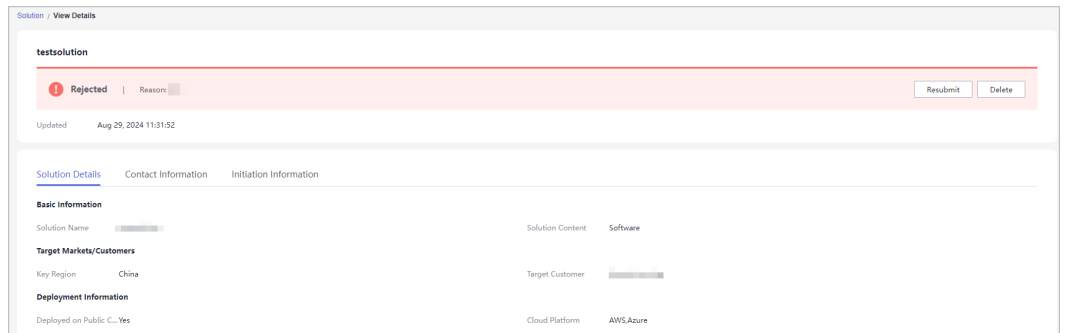 Solution / View Details
testsolution
Rejected | Reason: Resubmit Delete
Updated Aug 29, 2024 11:31:52
Solution Details Contact Information Initiation Information
Basic Information
Solution Name Solution Content Software
Target Markets/Customers
Key Region China Target Customer
Deployment Information
Deployed on Public C... Yes Cloud Platform AWS,Azure